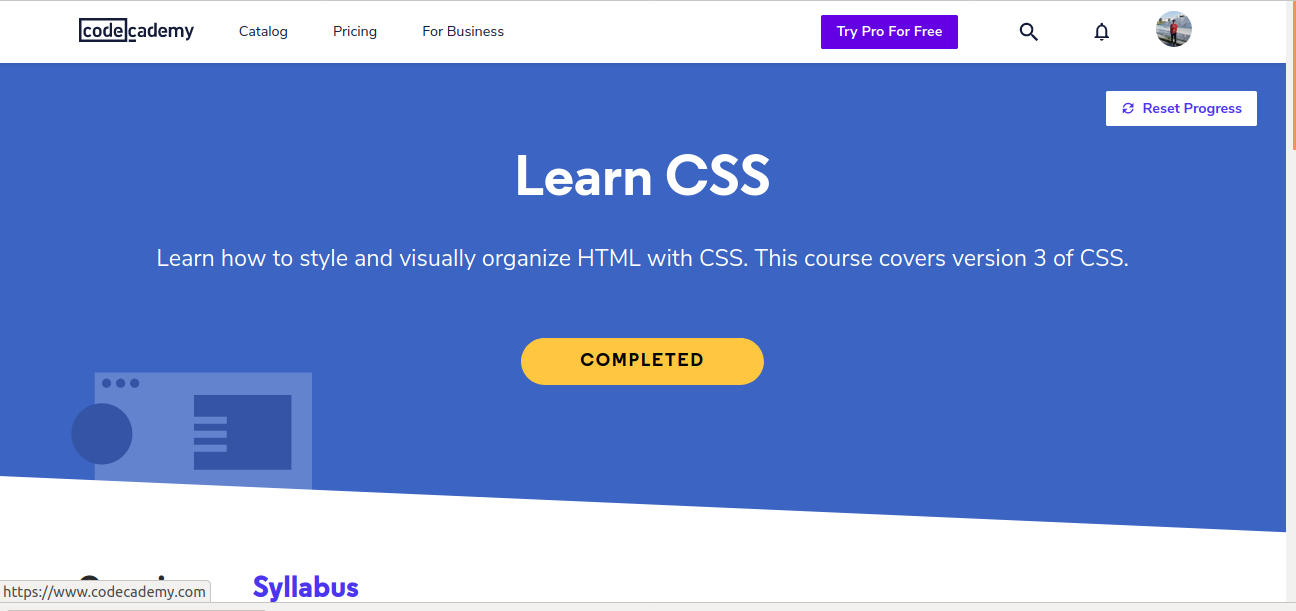 codecademy Catalog Pricing For Business Try Pro For Free
Reset Progress
Learn CSS
Learn how to style and visually organize HTML with CSS. This course covers version 3 of CSS.
COMPLETED
Syllabus
https://www.codecademy.com